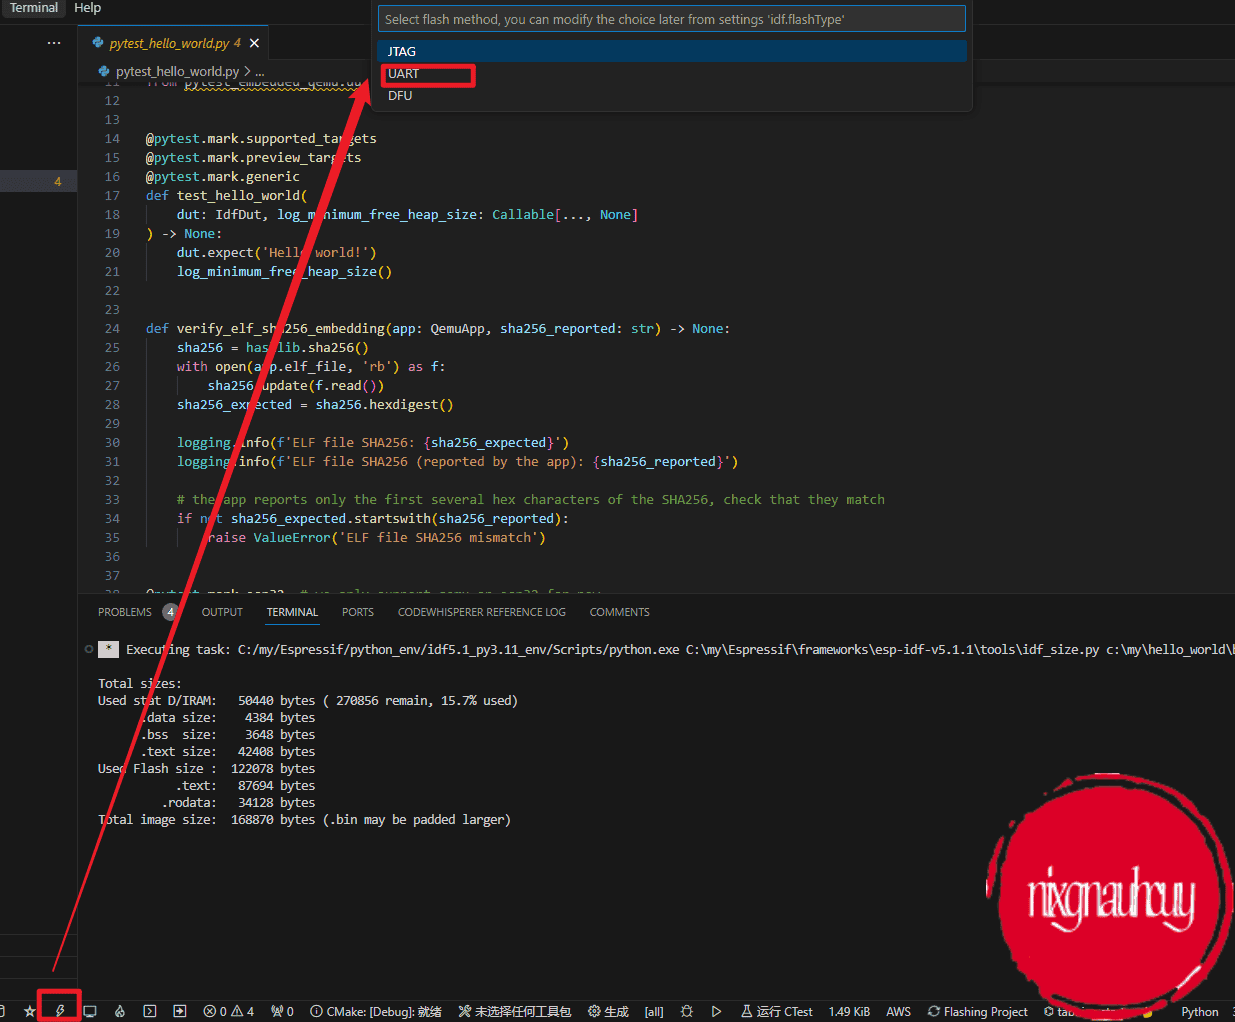 Terminal Help
Select flash method, you can modify the choice later from settings 'idf.flashType'
JTAG
UART
DFU
pytest_hello_world.py 4
pytest_hello_world.py > ...
12
13
14 @pytest.mark.supported_targets
15 @pytest.mark.preview_targets
16 @pytest.mark.generic
4
17 def test_hello_world(
18 dut: IdfDut, log_minimum_free_heap_size: Callable[..., None]
19 ) -> None:
20 dut.expect('Hello world!')
21 log_minimum_free_heap_size()
22
23
24 def verify_elf_sha256_embedding(app: QemuApp, sha256_reported: str) -> None:
25 sha256 = hashlib.sha256()
26 with open(app.elf_file, 'rb') as f:
27 sha256.update(f.read())
28 sha256_expected = sha256.hexdigest()
29
30 logging.info(f'ELF file SHA256: {sha256_expected}')
31 logging.info(f'ELF file SHA256 (reported by the app): {sha256_reported}')
32
33 # the app reports only the first several hex characters of the SHA256, check that they match
34 if not sha256_expected.startswith(sha256_reported):
35 raise ValueError('ELF file SHA256 mismatch')
36
37
PROBLEMS 4 OUTPUT TERMINAL PORTS CODEWHISPERER REFERENCE LOG COMMENTS
* Executing task: C:/my/Espressif/python_env/idf5.1_py3.11_env/Scripts/python.exe C:\my\Espressif\frameworks\esp-idf-v5.1.1\tools\idf_size.py c:\my\hello_world\
Total sizes:
Used stat D/IRAM: 50440 bytes ( 270856 remain, 15.7% used)
.data size: 4384 bytes
.bss size: 3648 bytes
.text size: 42408 bytes
Used Flash size : 122078 bytes
.text: 87694 bytes
.rodata: 34128 bytes
Total image size: 168870 bytes (.bin may be padded larger)
nixgnauhcuy
0 4 0 CMake: [Debug]: 就绪 未选择任何工具包 生成 [all] 运行 CTest 1.49 KiB AWS Flashing Project Python